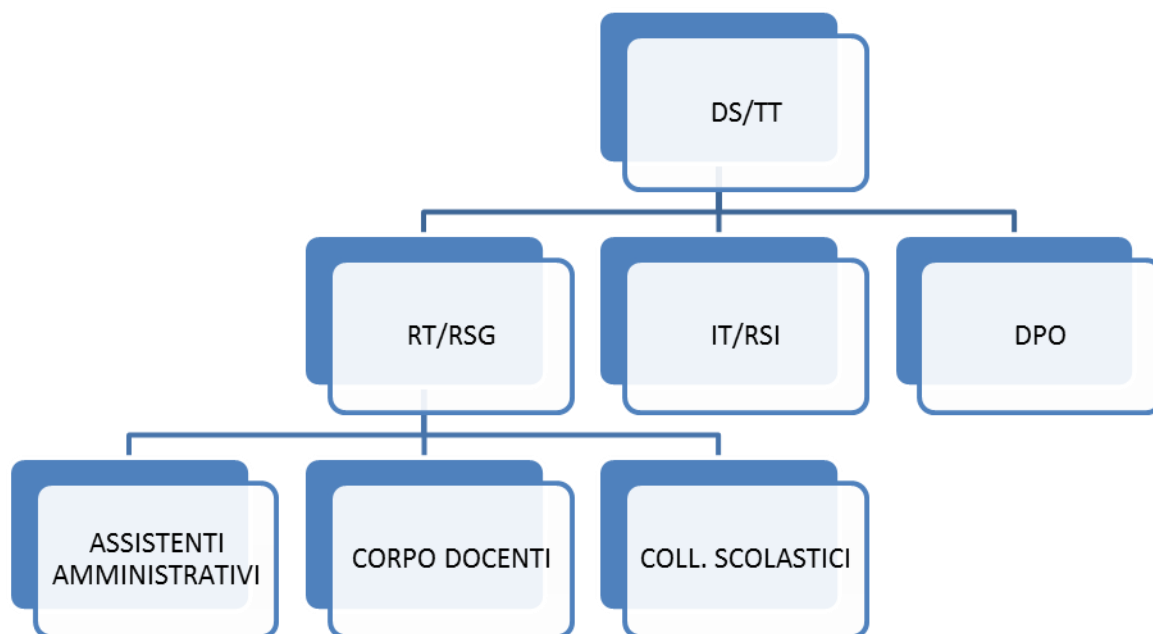 DS/TT
RT/RSG
IT/RSI
DPO
ASSISTENTI
AMMINISTRATIVI
CORPO DOCENTI
COLL. SCOLASTICI